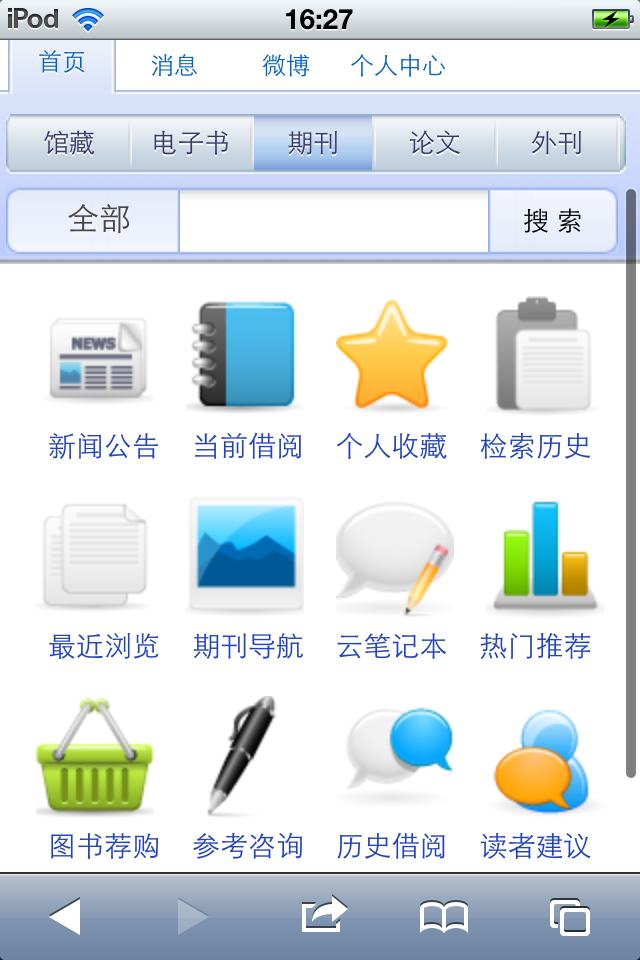 iPod 16:27
首页 消息 微博 个人中心
馆藏 电子书 期刊 论文 外刊
全部 搜索
NEWS
新闻公告 当前借阅 个人收藏 检索历史
最近浏览 期刊导航 云笔记本 热门推荐
图书荐购 参考咨询 历史借阅 读者建议